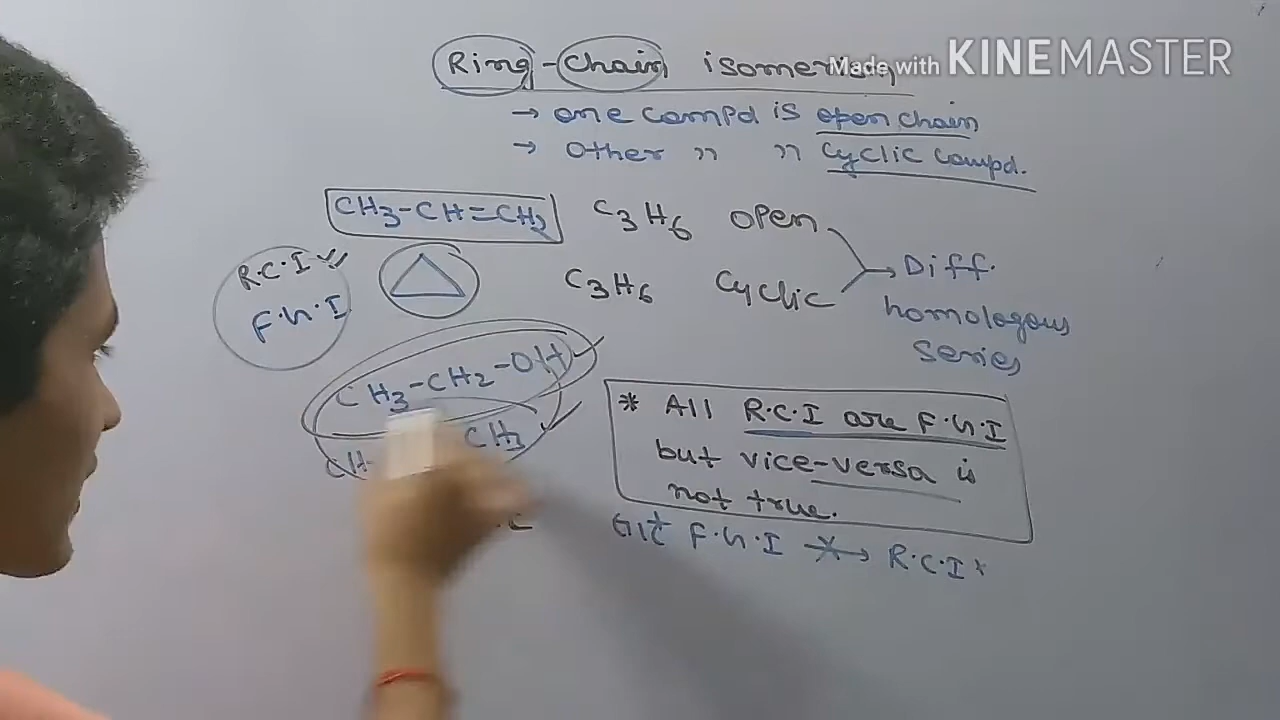 Ring-Chain isomerism
Made with KINEMASTER
→ one compd is open chain
→ Other " " Cyclic compd.
CH3-CH=CH2 C3H6 open
R.C.I
F.G.I
C3H6 Cyclic
→ Diff.
homologous
series
CH3-CH2-OH
CH3
* All R.C.I are F.G.I
but vice-versa is
not true.
F.G.I → R.C.I